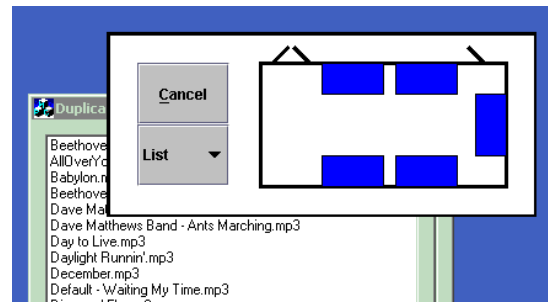 Cancel
List
Duplica
Beethove
AllOverYo
Babylon.m
Beethove
Dave Mat
Dave Matthews Band - Ants Marching.mp3
Day to Live.mp3
Daylight Runnin'.mp3
December.mp3
Default - Waiting My Time.mp3